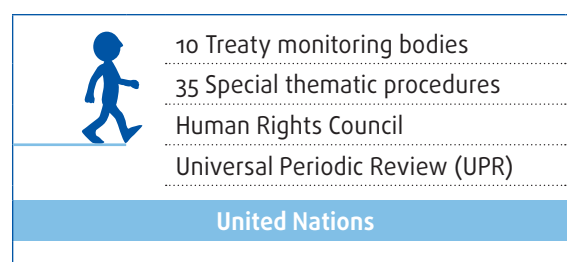 10 Treaty monitoring bodies
35 Special thematic procedures
Human Rights Council
Universal Periodic Review (UPR)
United Nations